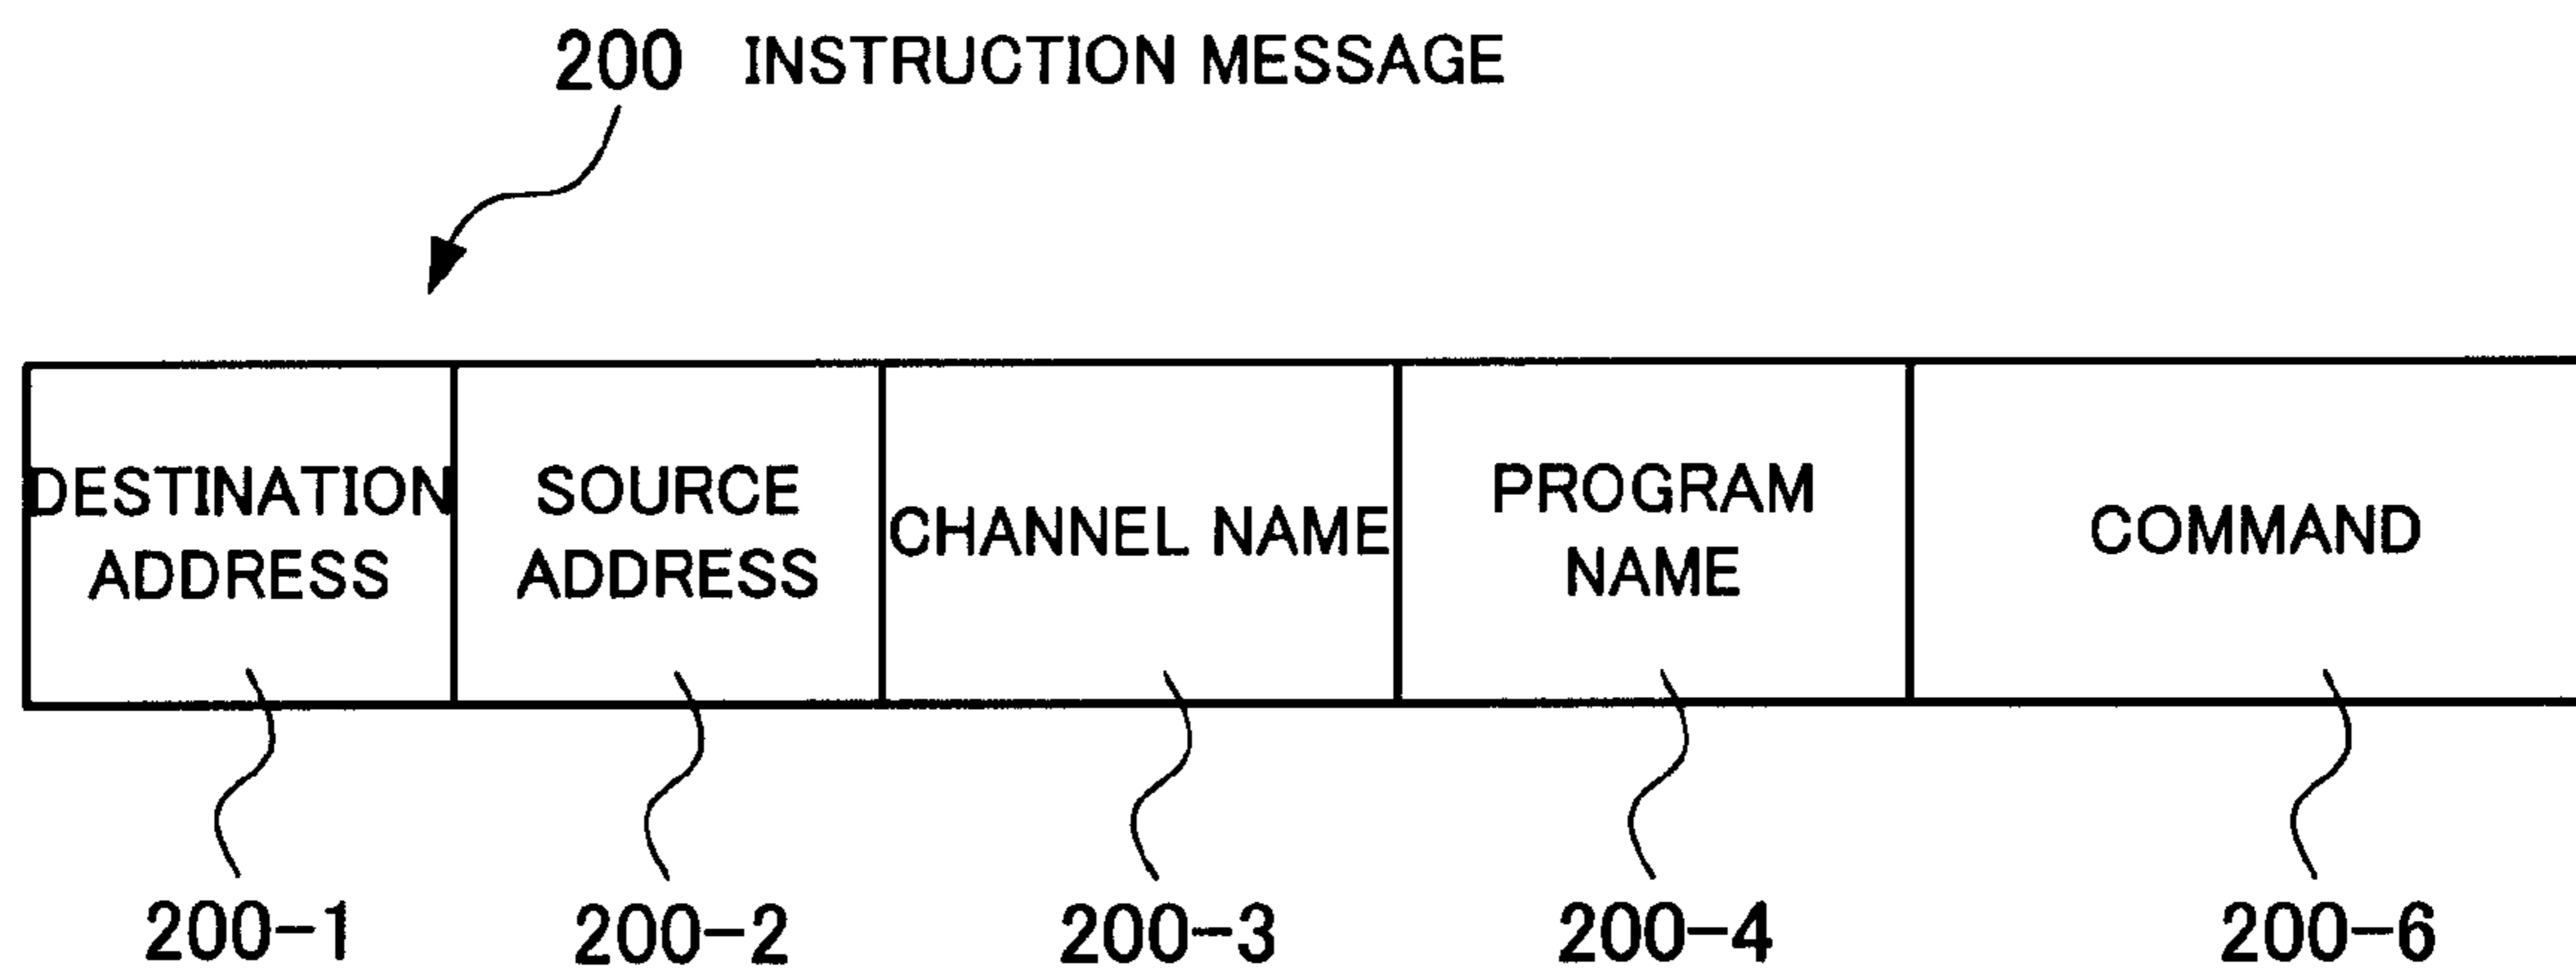 200 INSTRUCTION MESSAGE
DESTINATION
ADDRESS
SOURCE
ADDRESS
CHANNEL NAME
PROGRAM
NAME
COMMAND
200-1
200-2
200-3
200-4
200-6